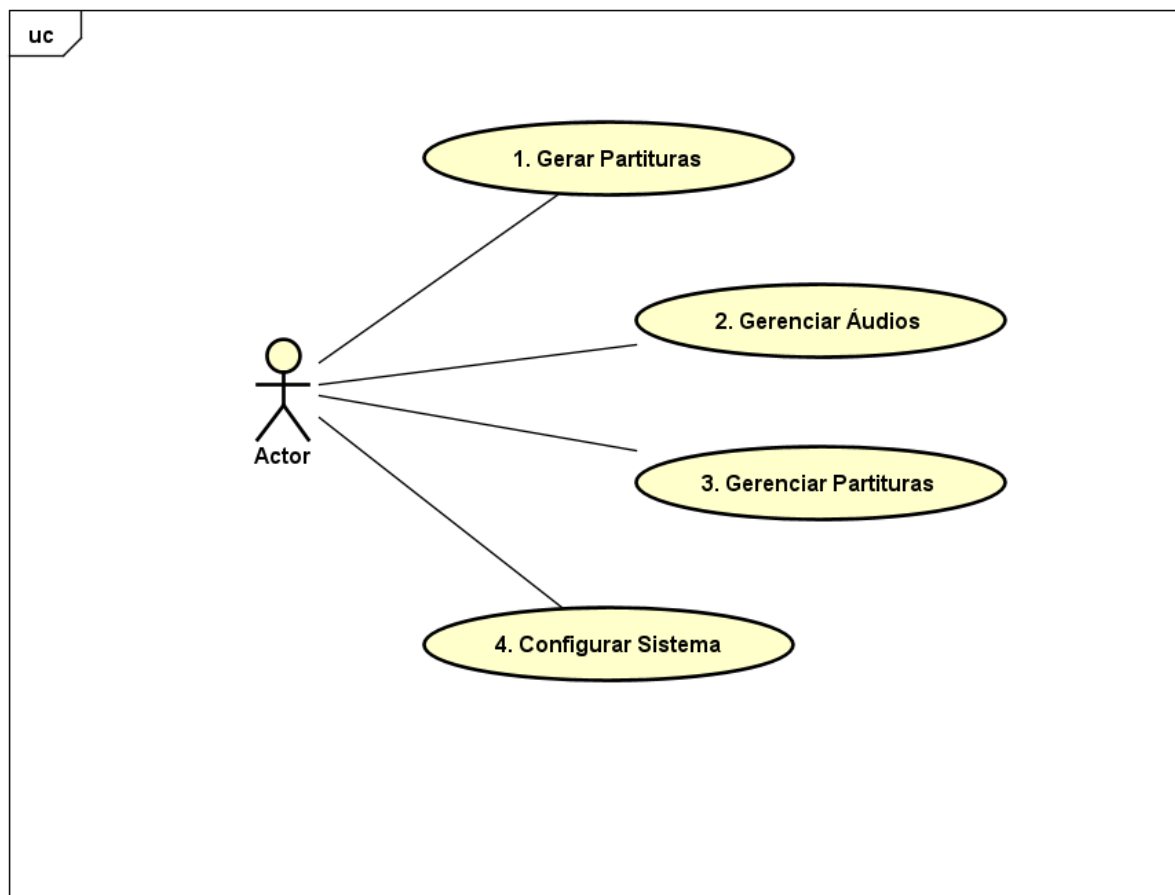 uc
1. Gerar Partituras
2. Gerenciar Áudios
Actor
3. Gerenciar Partituras
4. Configurar Sistema